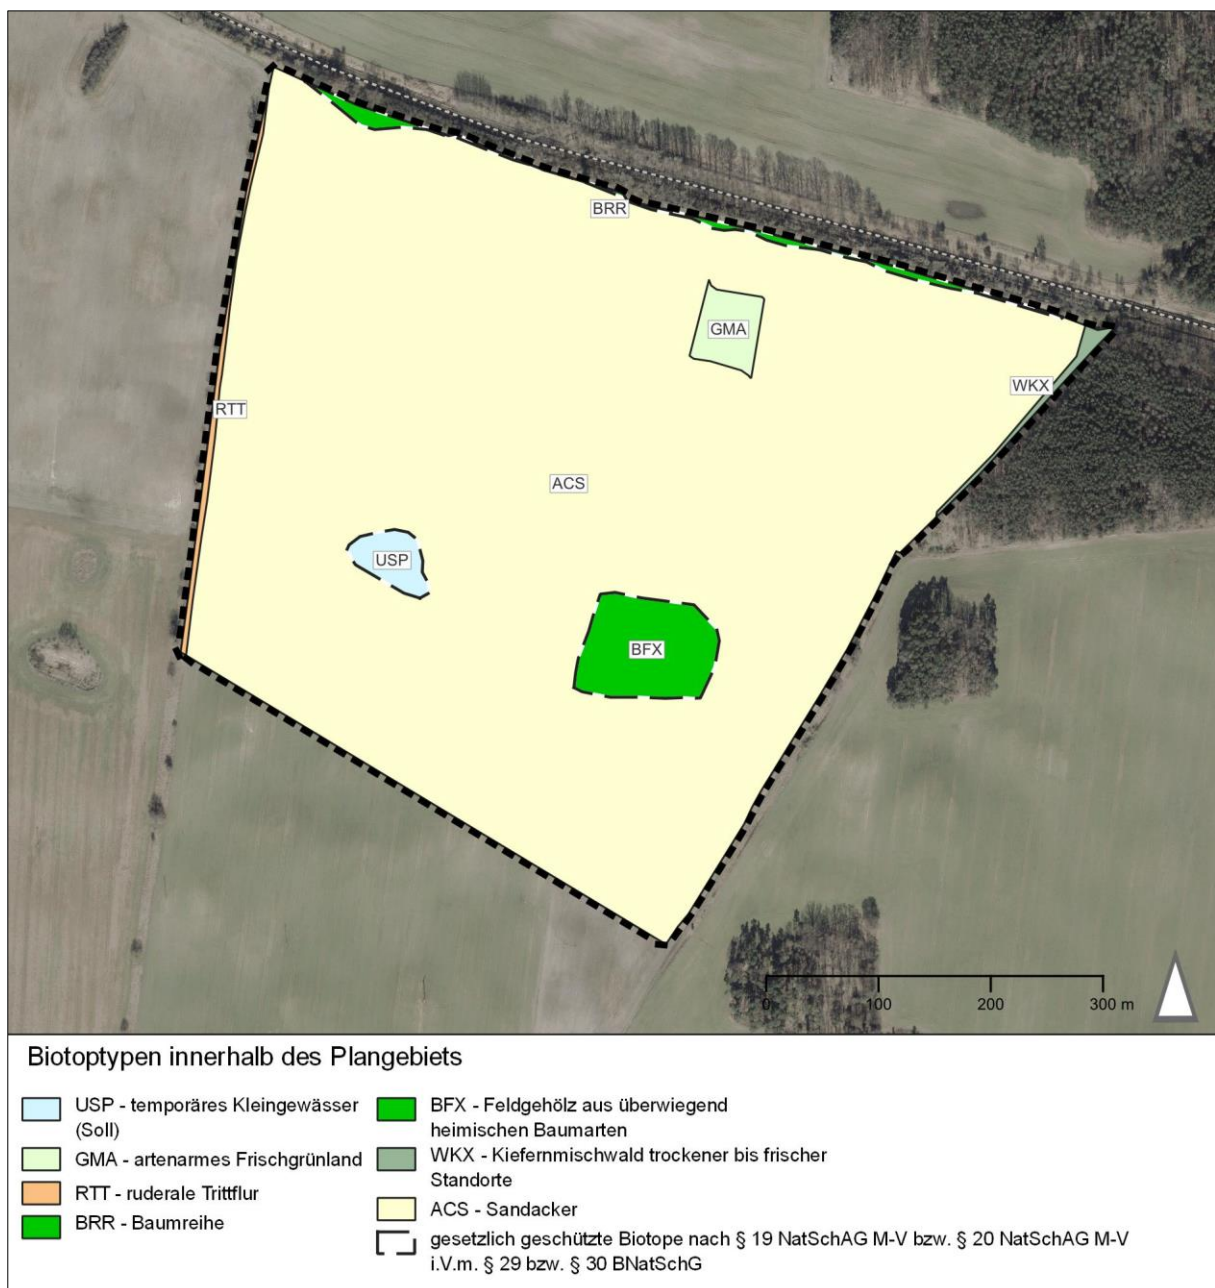 BRR
GMA
WKX
RTT
ACS
USP
BFX
0 100 200 300 m
Biotoptypen innerhalb des Plangebiets
USP - temporäres Kleingewässer
(Soll)
GMA - artenarmes Frischgrünland
RTT - ruderale Trittflur
BRR - Baumreihe
BFX - Feldgehölz aus überwiegend
heimischen Baumarten
WKX - Kiefernmischwald trockener bis frischer
Standorte
ACS - Sandacker
gesetzlich geschützte Biotope nach § 19 NatSchAG M-V bzw. § 20 NatSchAG M-V
i.V.m. § 29 bzw. § 30 BNatSchG